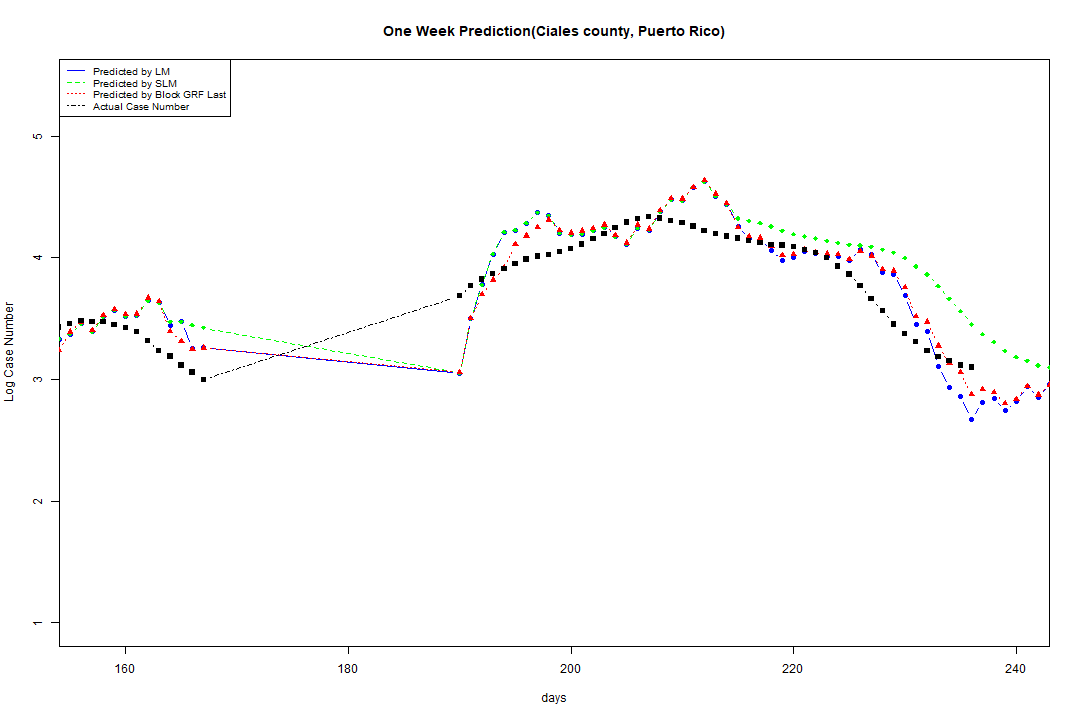 One Week Prediction(Ciales county, Puerto Rico)
Predicted by LM
Predicted by SLM
Predicted by Block GRF Last
Actual Case Number
5
4
3
2
1
Log Case Number
160 180 200 220 240
days